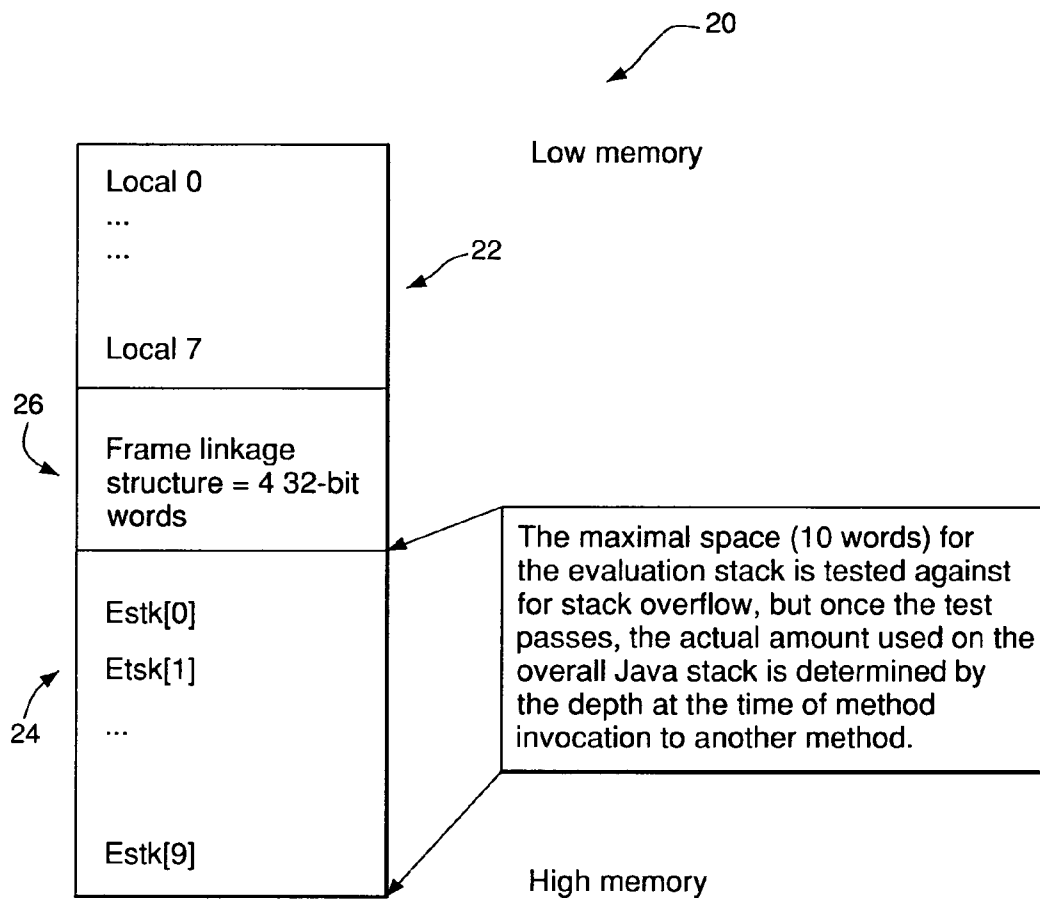 20
Low memory
Local 0
...
...
22
Local 7
26
Frame linkage
structure = 4 32-bit
words
The maximal space (10 words) for
the evaluation stack is tested against
for stack overflow, but once the test
passes, the actual amount used on the
overall Java stack is determined by
the depth at the time of method
invocation to another method.
Estk[0]
Etsk[1]
24
...
Estk[9]
High memory